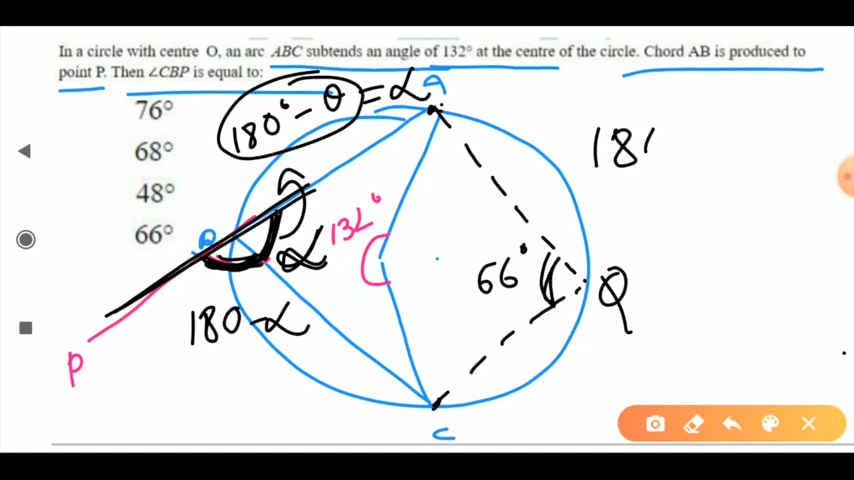 In a circle with centre O, an arc ABC subtends an angle of 132° at the centre of the circle. Chord AB is produced to
point P. Then ∠CBP is equal to:
76°
68°
48°
66°
180° - θ = α
A
181
B
α
132°
66°
Q
180-α
P
C